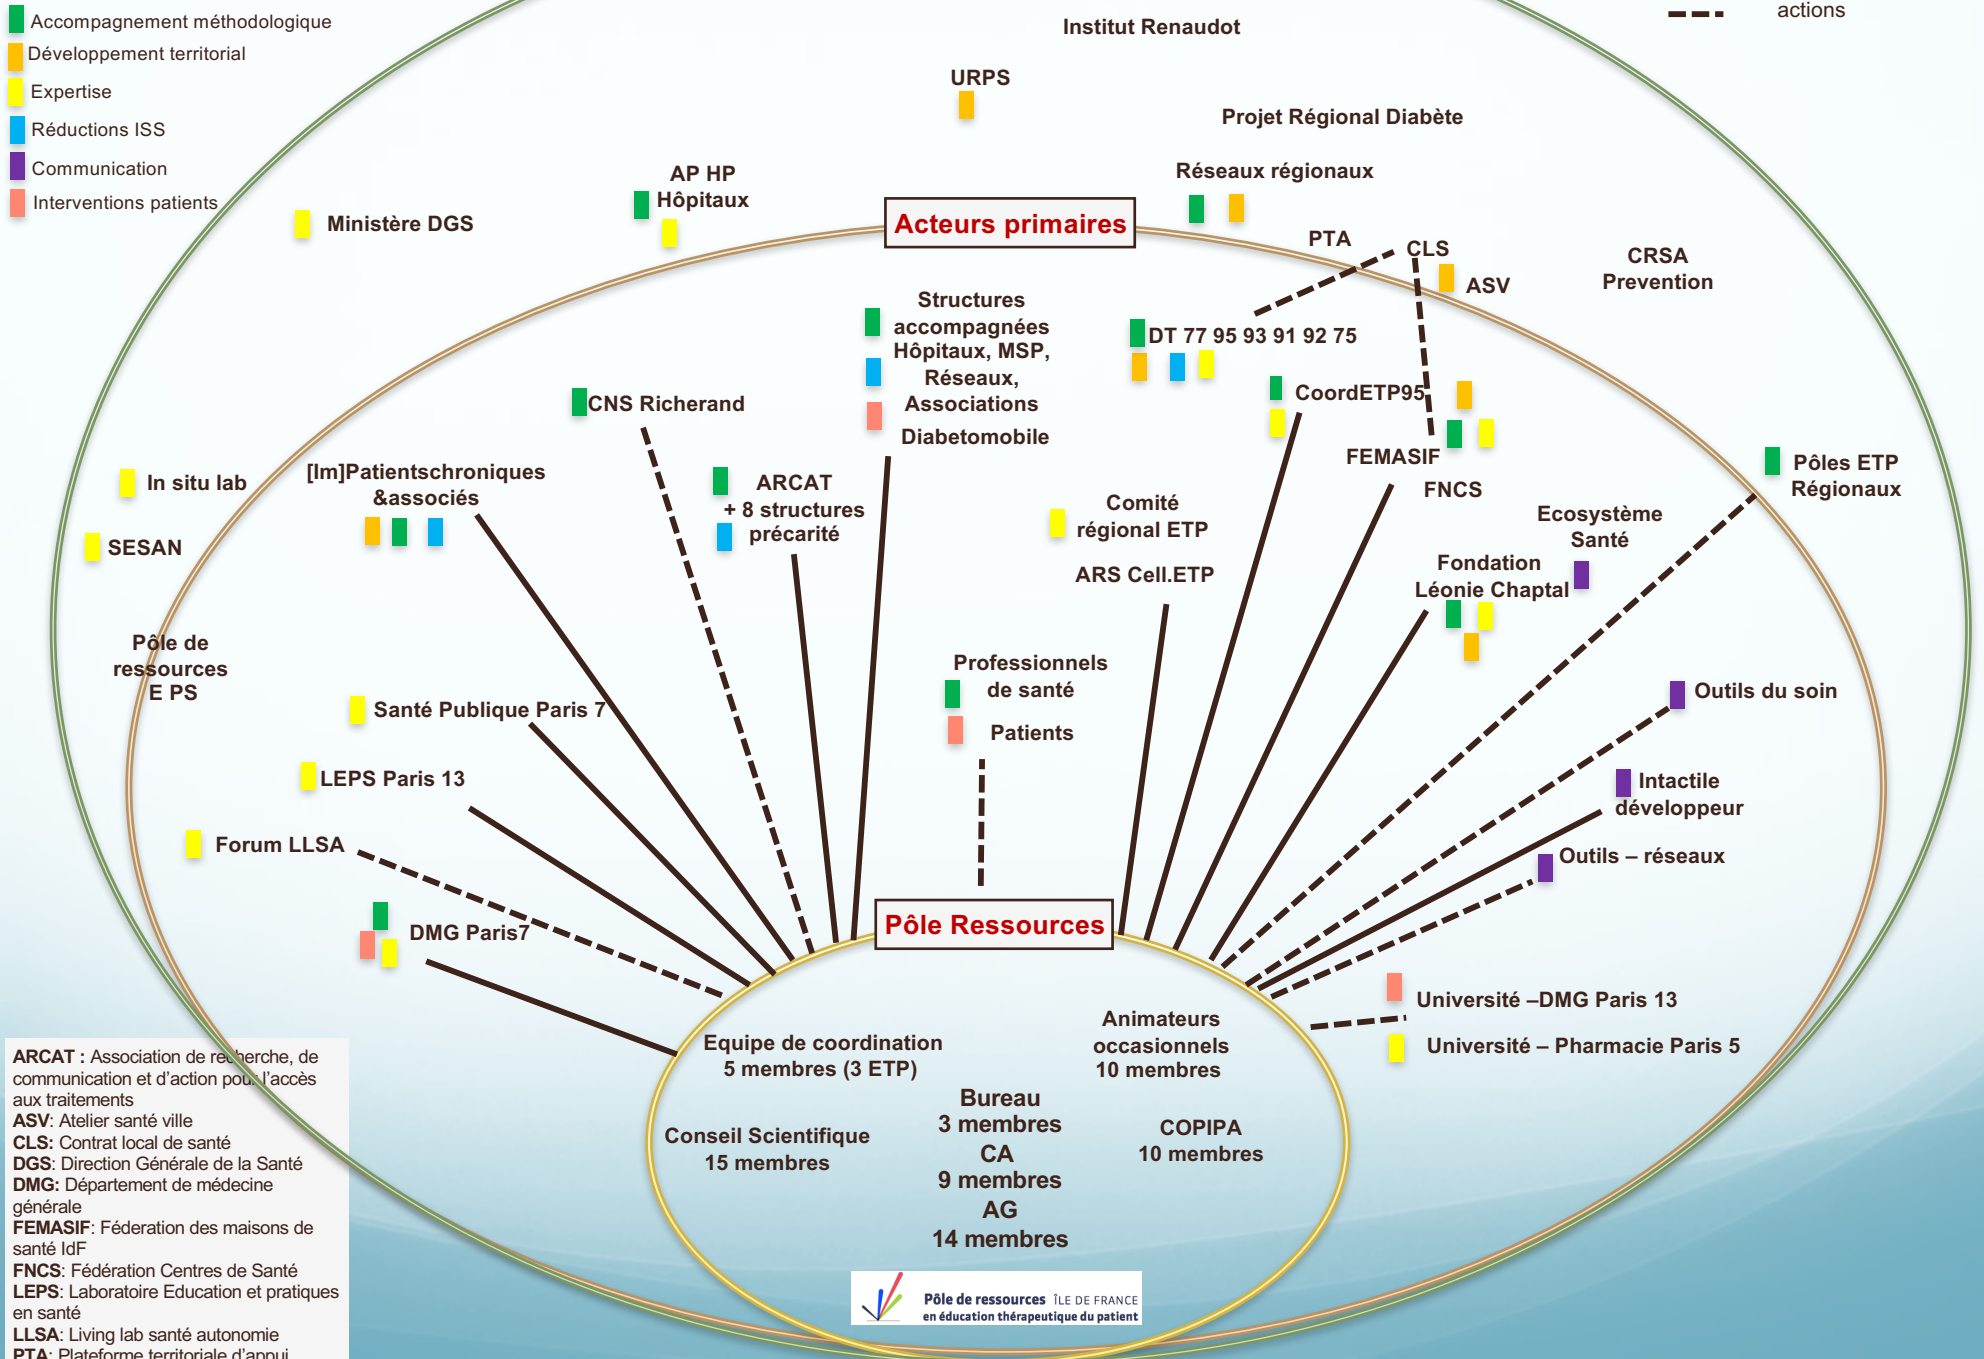 Accompagnement méthodologique
Développement territorial
Expertise
Réductions ISS
Communication
Interventions patients
actions
Institut Renaudot
URPS
Projet Régional Diabète
Réseaux régionaux
AP HP
Hôpitaux
Ministère DGS
Acteurs primaires
PTA
CLS
ASV
CRSA
Prevention
Structures
accompagnées
Hôpitaux, MSP,
Réseaux,
Associations
Diabetomobile
DT 77 95 93 91 92 75
CNS Richerand
CoordETP95
FEMASIF
FNCS
Pôles ETP
Régionaux
In situ lab
[Im]Patientschroniques
&associés
ARCAT
+ 8 structures
précarité
Comité
régional ETP
ARS Cell.ETP
Ecosystème
Santé
Fondation
Léonie Chaptal
SESAN
Pôle de
ressources
E PS
Professionnels
de santé
Patients
Santé Publique Paris 7
LEPS Paris 13
Forum LLSA
DMG Paris7
Outils du soin
Intactile
développeur
Outils – réseaux
Pôle Ressources
Université –DMG Paris 13
Université – Pharmacie Paris 5
Equipe de coordination
5 membres (3 ETP)
Animateurs
occasionnels
10 membres
Bureau
3 membres
CA
9 membres
AG
14 membres
Conseil Scientifique
15 membres
COPIPA
10 membres
Pôle de ressources ÎLE DE FRANCE
en éducation thérapeutique du patient
ARCAT : Association de recherche, de
communication et d'action pour l'accès
aux traitements
ASV: Atelier santé ville
CLS: Contrat local de santé
DGS: Direction Générale de la Santé
DMG: Département de médecine
générale
FEMASIF: Féderation des maisons de
santé IdF
FNCS: Fédération Centres de Santé
LEPS: Laboratoire Education et pratiques
en santé
LLSA: Living lab santé autonomie
PTA: Plateforme territoriale d'appui